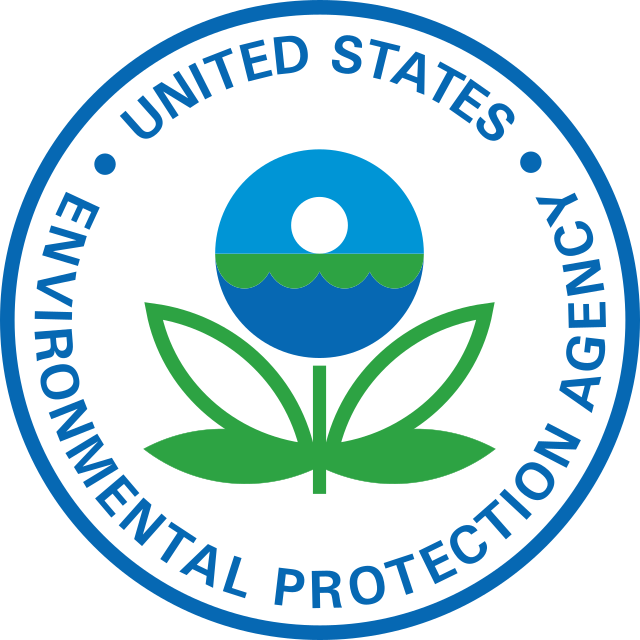 UNITED STATES
ENVIRONMENTAL PROTECTION AGENCY